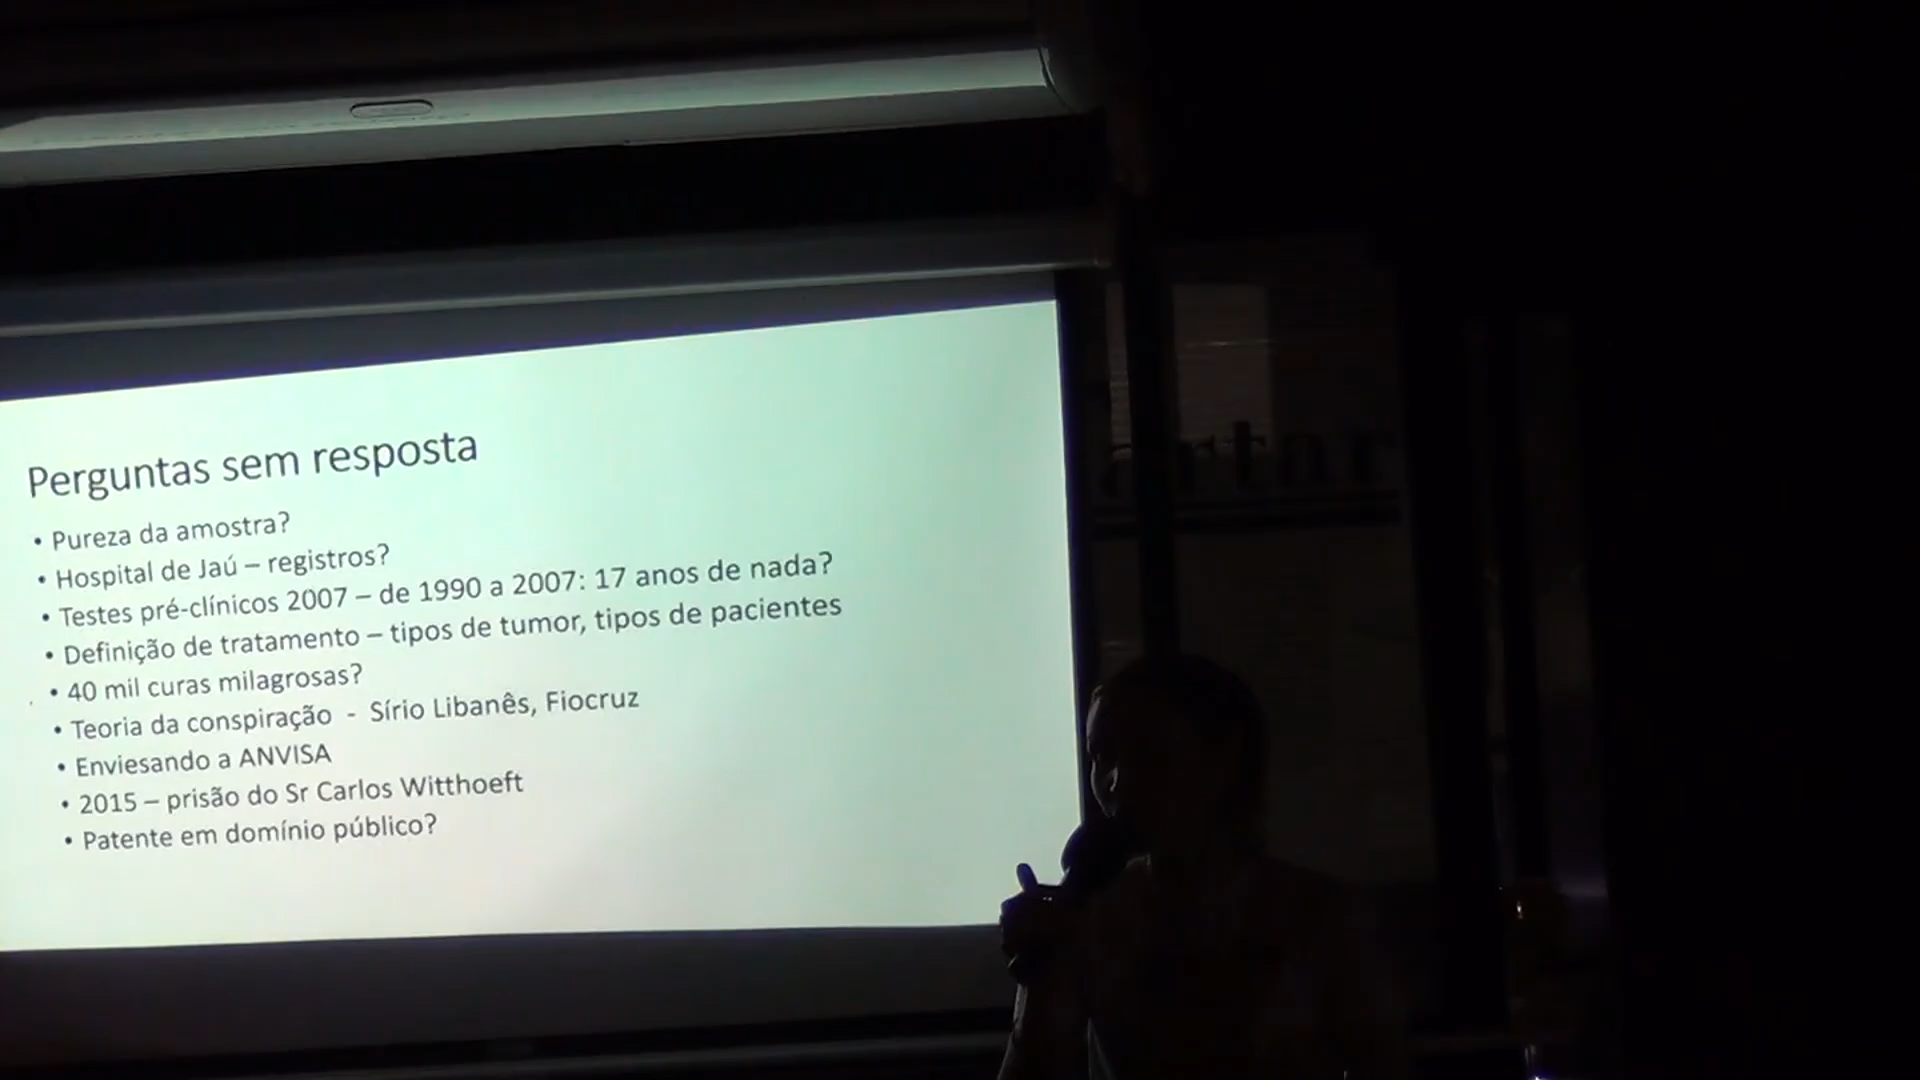 Perguntas sem resposta
• Pureza da amostra?
• Hospital de Jaú – registros?
• Testes pré-clínicos 2007 – de 1990 a 2007: 17 anos de nada?
• Definição de tratamento – tipos de tumor, tipos de pacientes
• 40 mil curas milagrosas?
• Teoria da conspiração - Sírio Libanês, Fiocruz
• Enviesando a ANVISA
• 2015 – prisão do Sr Carlos Witthoeft
• Patente em domínio público?